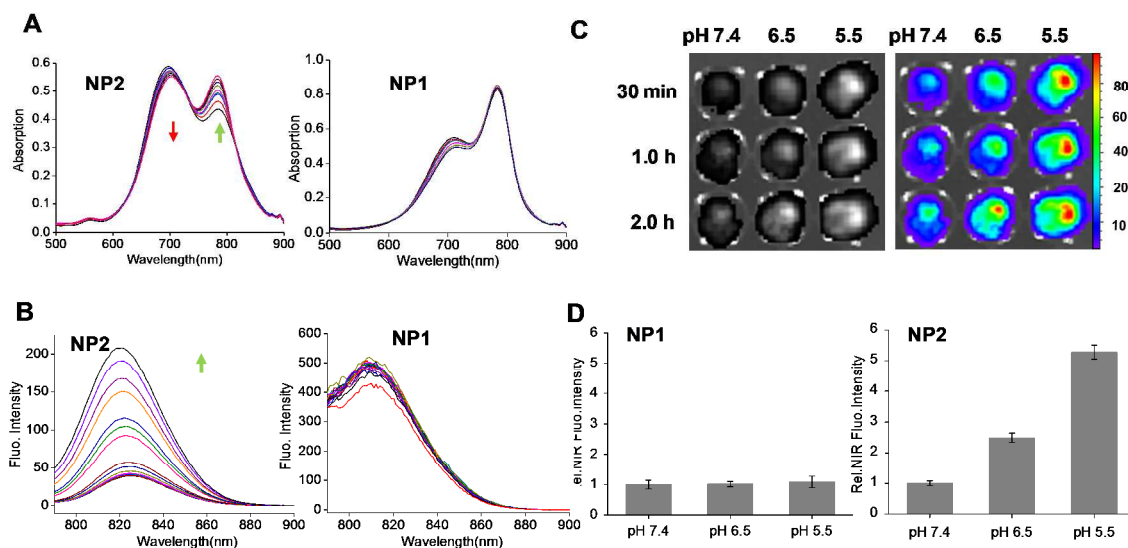 A
NP2
NP1
Absorption
0.6
0.5
0.4
0.3
0.2
0.1
0.0
500 600 700 800 900
Wavelength(nm)
Absoprtion
1.0
0.8
0.6
0.4
0.2
0.0
500 600 700 800 900
Wavelength(nm)
B
NP2
NP1
Fluo. Intensity
200
150
100
50
0
800 820 840 860 880 900
Wavelength(nm)
Fluo. Intensity
600
500
400
300
200
100
0
800 820 840 860 880 900
Wavelength(nm)
C
pH 7.4 6.5 5.5 pH 7.4 6.5 5.5
30 min
1.0 h
2.0 h
80
60
40
20
10
D
NP1
NP2
el.NIR Fluo.Intensity
6
5
4
3
2
1
0
pH 7.4 pH 6.5 pH 5.5
Rel.NIR Fluo.Intensity
6
5
4
3
2
1
0
pH 7.4 pH 6.5 pH 5.5